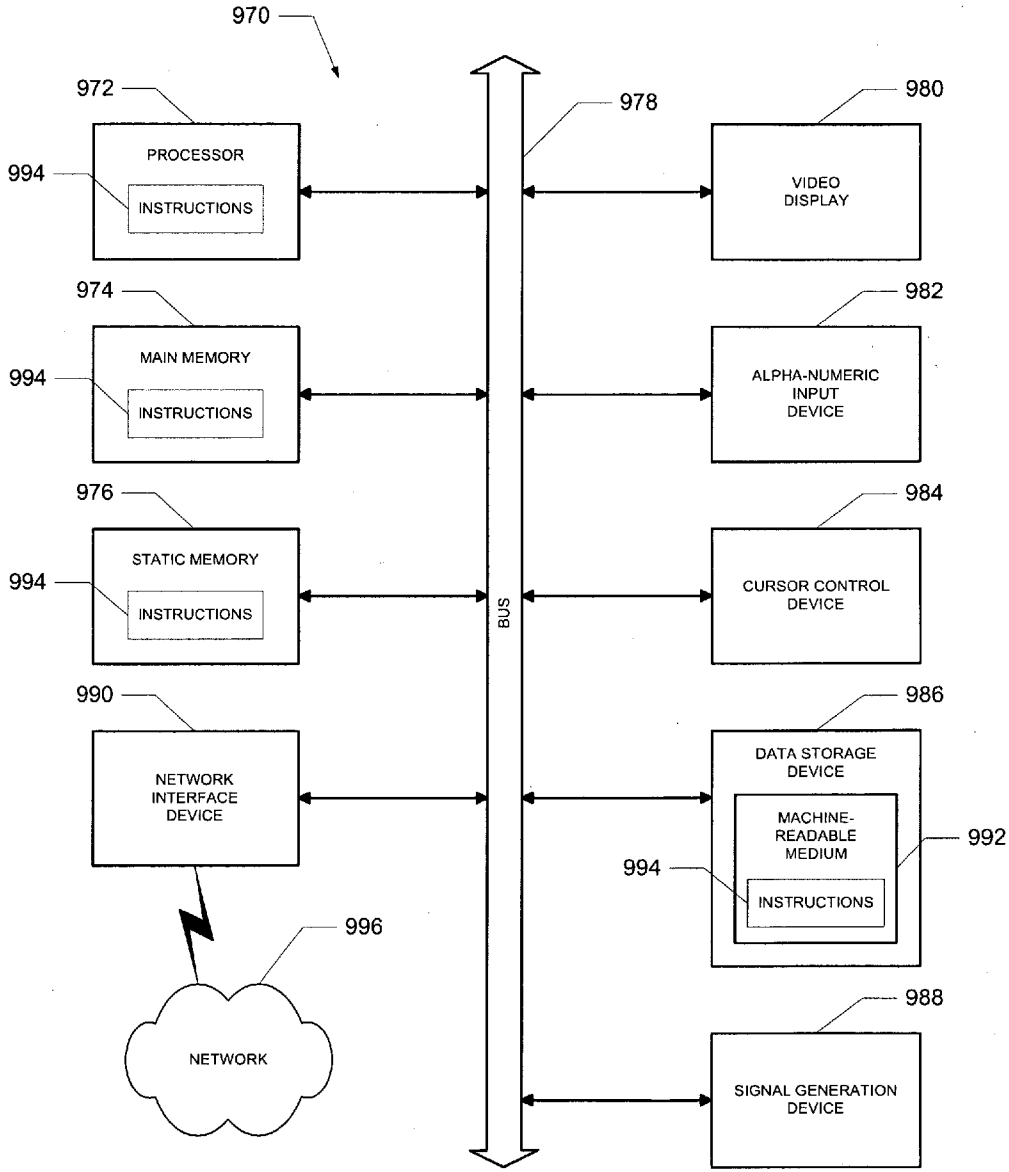 970
972
PROCESSOR
994
INSTRUCTIONS
974
MAIN MEMORY
994
INSTRUCTIONS
976
STATIC MEMORY
994
INSTRUCTIONS
990
NETWORK
INTERFACE
DEVICE
996
NETWORK
978
BUS
980
VIDEO
DISPLAY
982
ALPHA-NUMERIC
INPUT
DEVICE
984
CURSOR CONTROL
DEVICE
986
DATA STORAGE
DEVICE
MACHINE-
READABLE
MEDIUM
992
994
INSTRUCTIONS
988
SIGNAL GENERATION
DEVICE